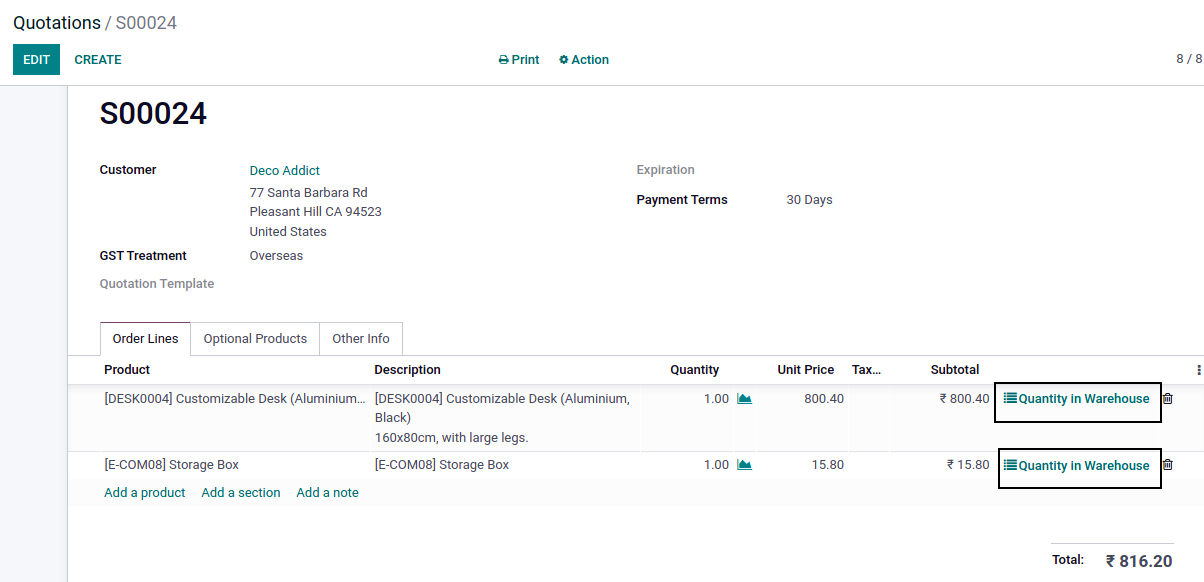 Quotations / S00024
EDIT CREATE Print Action 8 / 8
S00024
Customer Deco Addict Expiration
77 Santa Barbara Rd Payment Terms 30 Days
Pleasant Hill CA 94523
United States
GST Treatment Overseas
Quotation Template
Order Lines Optional Products Other Info
Product Description Quantity Unit Price Tax... Subtotal
[DESK0004] Customizable Desk (Aluminium... [DESK0004] Customizable Desk (Aluminium, 1.00 800.40 ₹ 800.40 Quantity in Warehouse
Black)
160x80cm, with large legs.
[E-COM08] Storage Box [E-COM08] Storage Box 1.00 15.80 ₹ 15.80 Quantity in Warehouse
Add a product Add a section Add a note
Total: ₹ 816.20